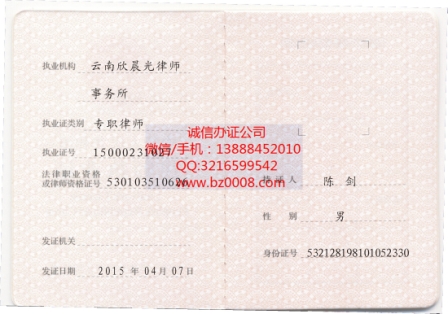 执业机构 云南欣晨光律师
事务所
执业证类别 专职律师
执业证号
法律职业资格
或律师资格证号 530103510626
发证机关
发证日期 2015 年 04 月 07 日
诚信办证公司
微信/手机：13888452010
QQ:3216599542
www.bz0008.com
持证人 陈 剑
性 别 男
身份证号 532128198101052330